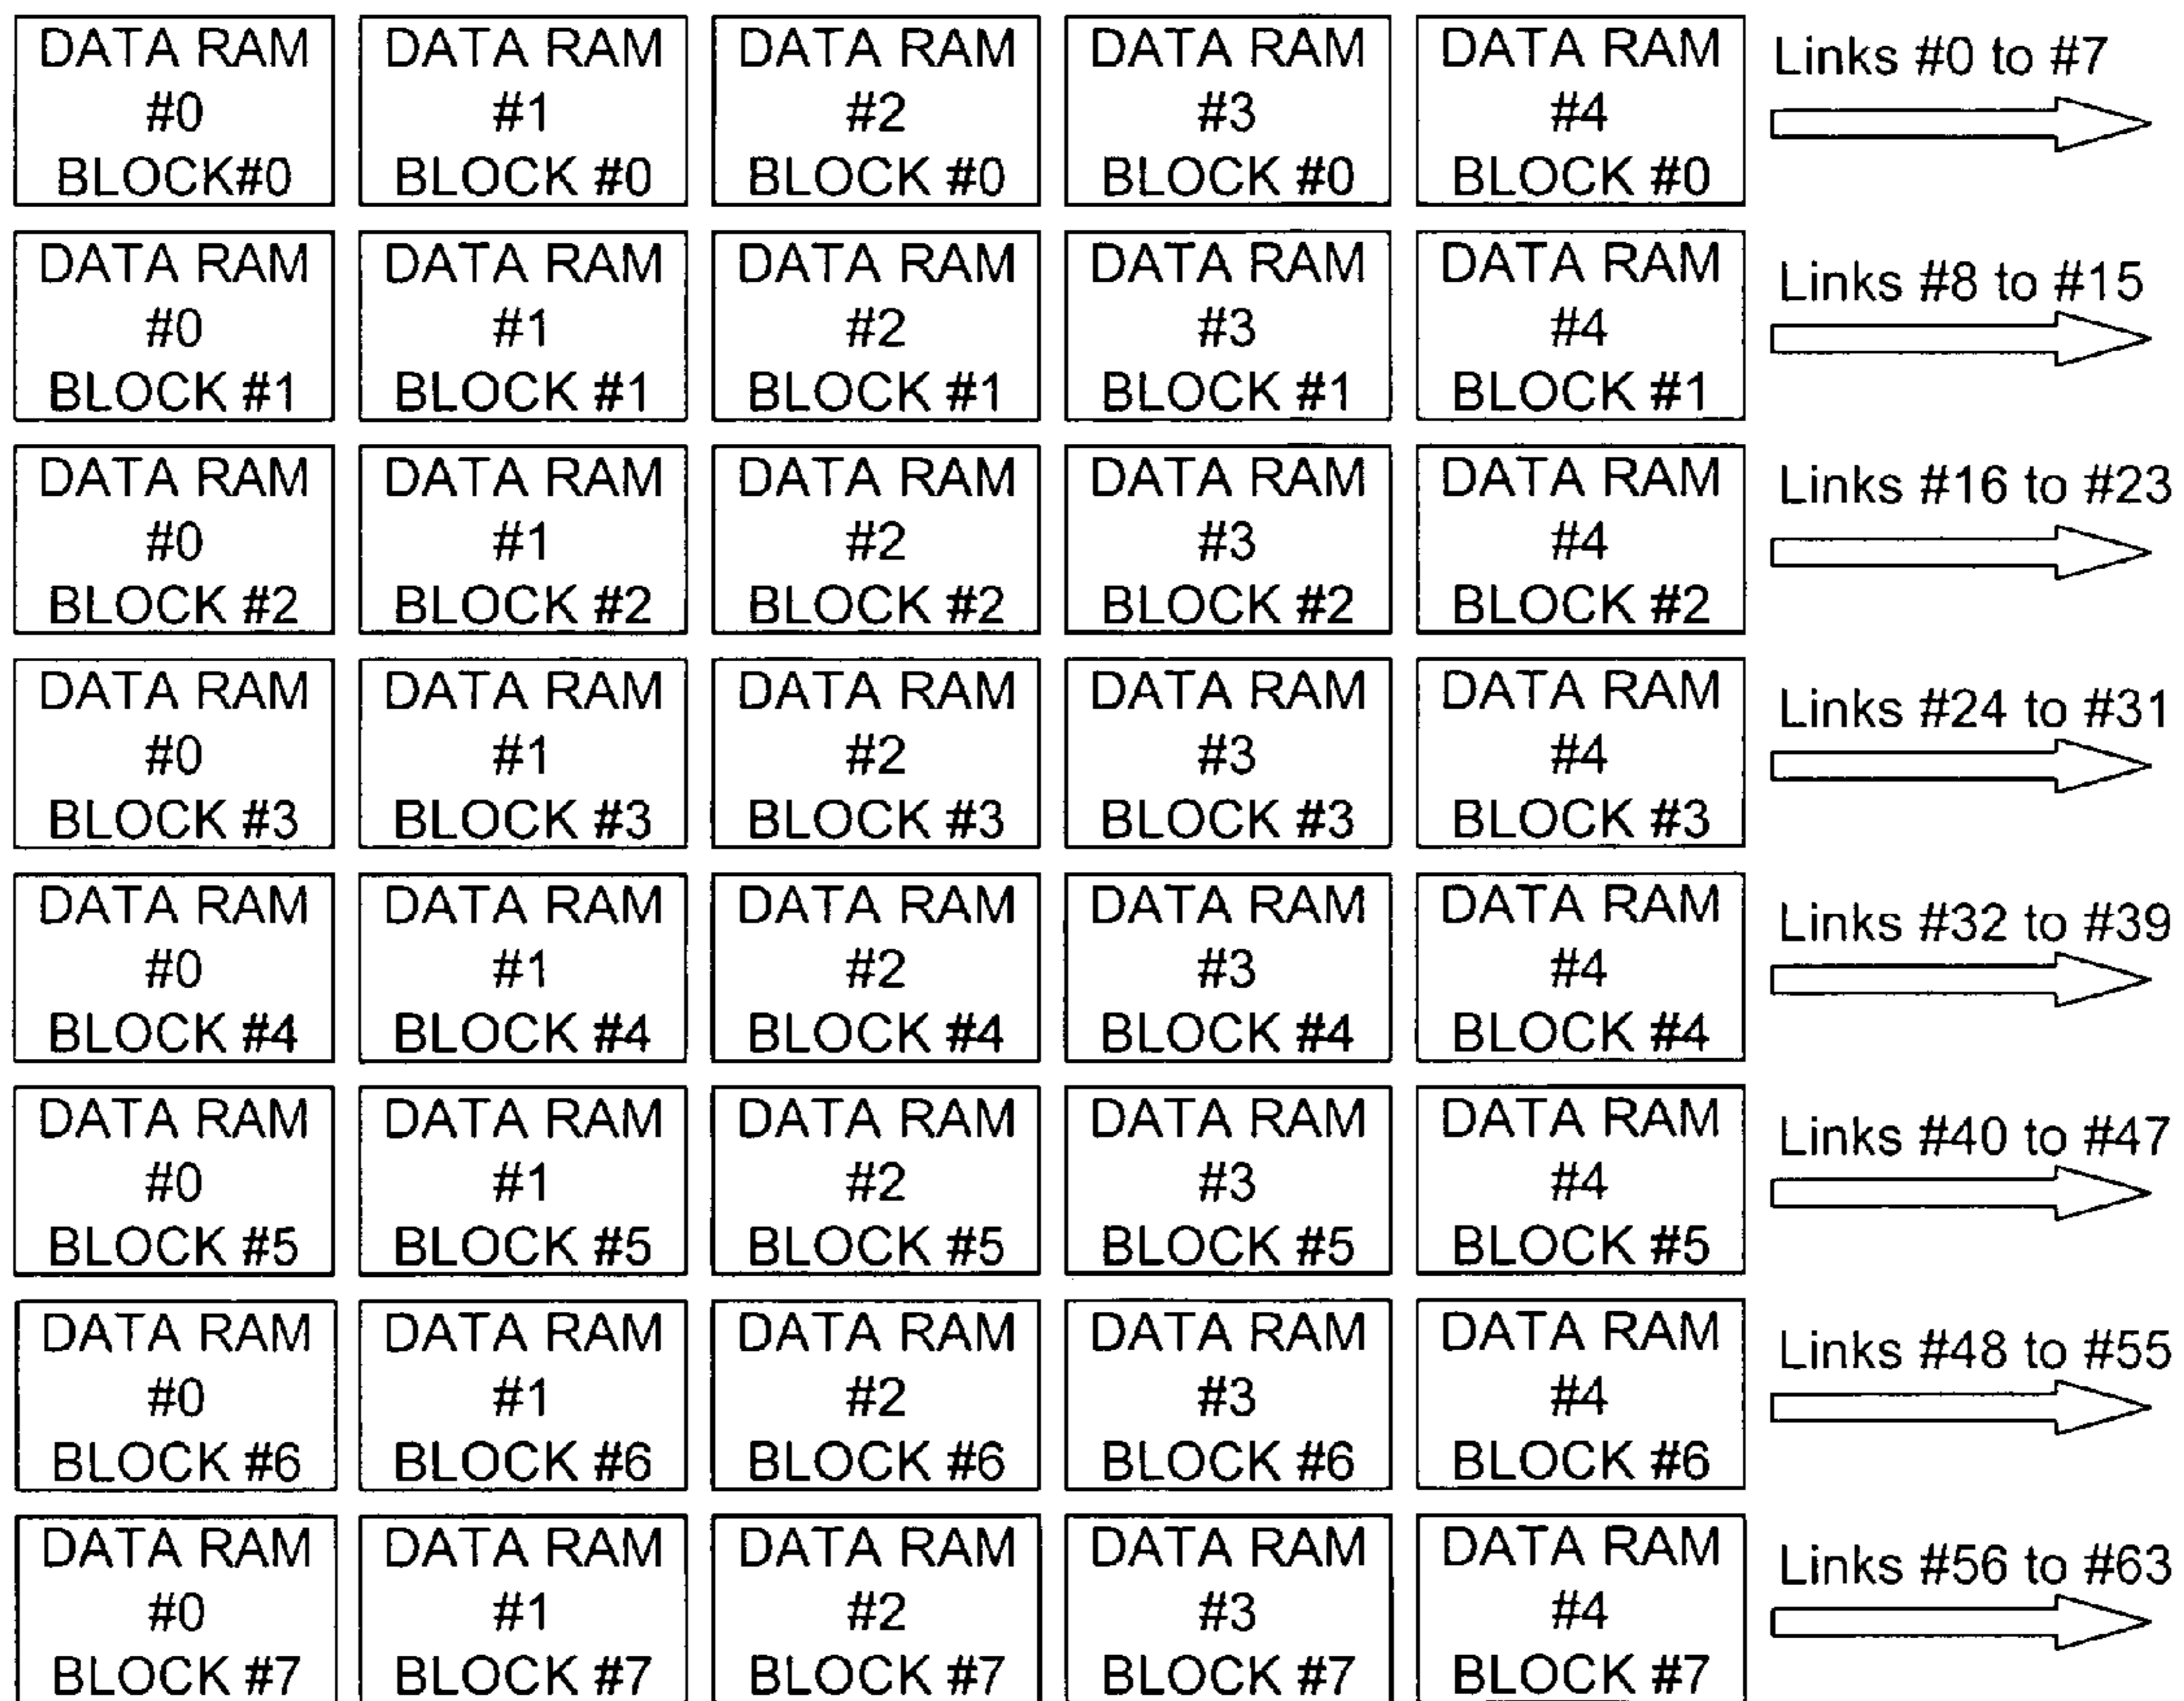 DATA RAM
#0
BLOCK#0
DATA RAM
#1
BLOCK #0
DATA RAM
#2
BLOCK #0
DATA RAM
#3
BLOCK #0
DATA RAM
#4
BLOCK #0
Links #0 to #7
DATA RAM
#0
BLOCK #1
DATA RAM
#1
BLOCK #1
DATA RAM
#2
BLOCK #1
DATA RAM
#3
BLOCK #1
DATA RAM
#4
BLOCK #1
Links #8 to #15
DATA RAM
#0
BLOCK #2
DATA RAM
#1
BLOCK #2
DATA RAM
#2
BLOCK #2
DATA RAM
#3
BLOCK #2
DATA RAM
#4
BLOCK #2
Links #16 to #23
DATA RAM
#0
BLOCK #3
DATA RAM
#1
BLOCK #3
DATA RAM
#2
BLOCK #3
DATA RAM
#3
BLOCK #3
DATA RAM
#4
BLOCK #3
Links #24 to #31
DATA RAM
#0
BLOCK #4
DATA RAM
#1
BLOCK #4
DATA RAM
#2
BLOCK #4
DATA RAM
#3
BLOCK #4
DATA RAM
#4
BLOCK #4
Links #32 to #39
DATA RAM
#0
BLOCK #5
DATA RAM
#1
BLOCK #5
DATA RAM
#2
BLOCK #5
DATA RAM
#3
BLOCK #5
DATA RAM
#4
BLOCK #5
Links #40 to #47
DATA RAM
#0
BLOCK #6
DATA RAM
#1
BLOCK #6
DATA RAM
#2
BLOCK #6
DATA RAM
#3
BLOCK #6
DATA RAM
#4
BLOCK #6
Links #48 to #55
DATA RAM
#0
BLOCK #7
DATA RAM
#1
BLOCK #7
DATA RAM
#2
BLOCK #7
DATA RAM
#3
BLOCK #7
DATA RAM
#4
BLOCK #7
Links #56 to #63